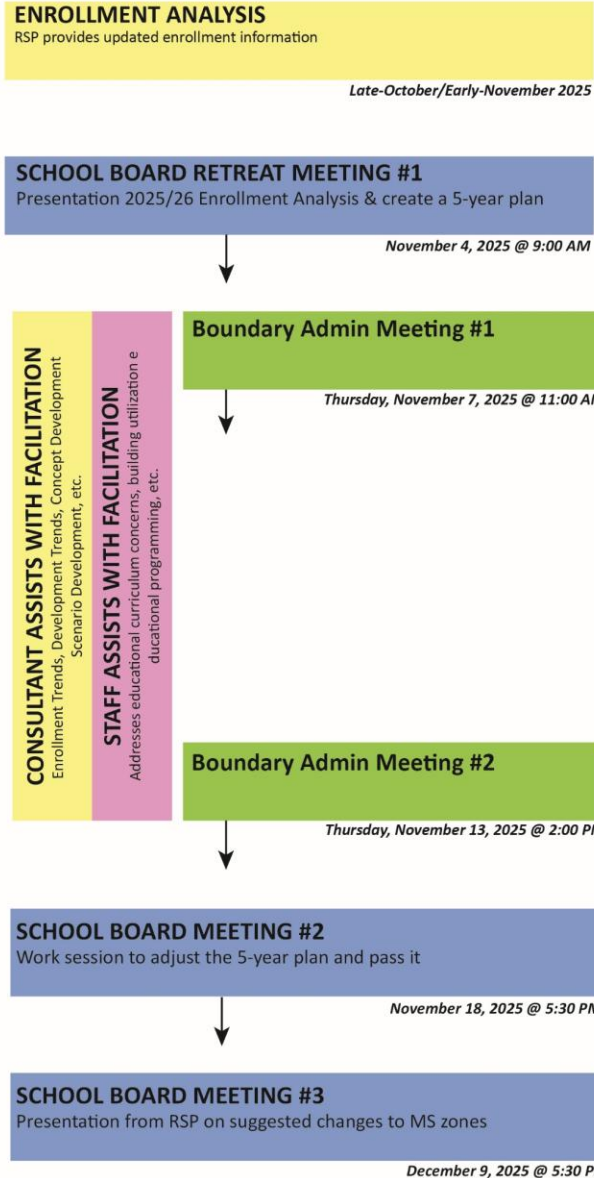 ENROLLMENT ANALYSIS
RSP provides updated enrollment information
Late-October/Early-November 2025
SCHOOL BOARD RETREAT MEETING #1
Presentation 2025/26 Enrollment Analysis & create a 5-year plan
November 4, 2025 @ 9:00 AM
CONSULTANT ASSISTS WITH FACILITATION
Enrollment Trends, Development Trends, Concept Development
Scenario Development, etc.
STAFF ASSISTS WITH FACILITATION
Addresses educational curriculum concerns, building utilization e
ducational programming, etc.
Boundary Admin Meeting #1
Thursday, November 7, 2025 @ 11:00 AM
Boundary Admin Meeting #2
Thursday, November 13, 2025 @ 2:00 PM
SCHOOL BOARD MEETING #2
Work session to adjust the 5-year plan and pass it
November 18, 2025 @ 5:30 PM
SCHOOL BOARD MEETING #3
Presentation from RSP on suggested changes to MS zones
December 9, 2025 @ 5:30 P